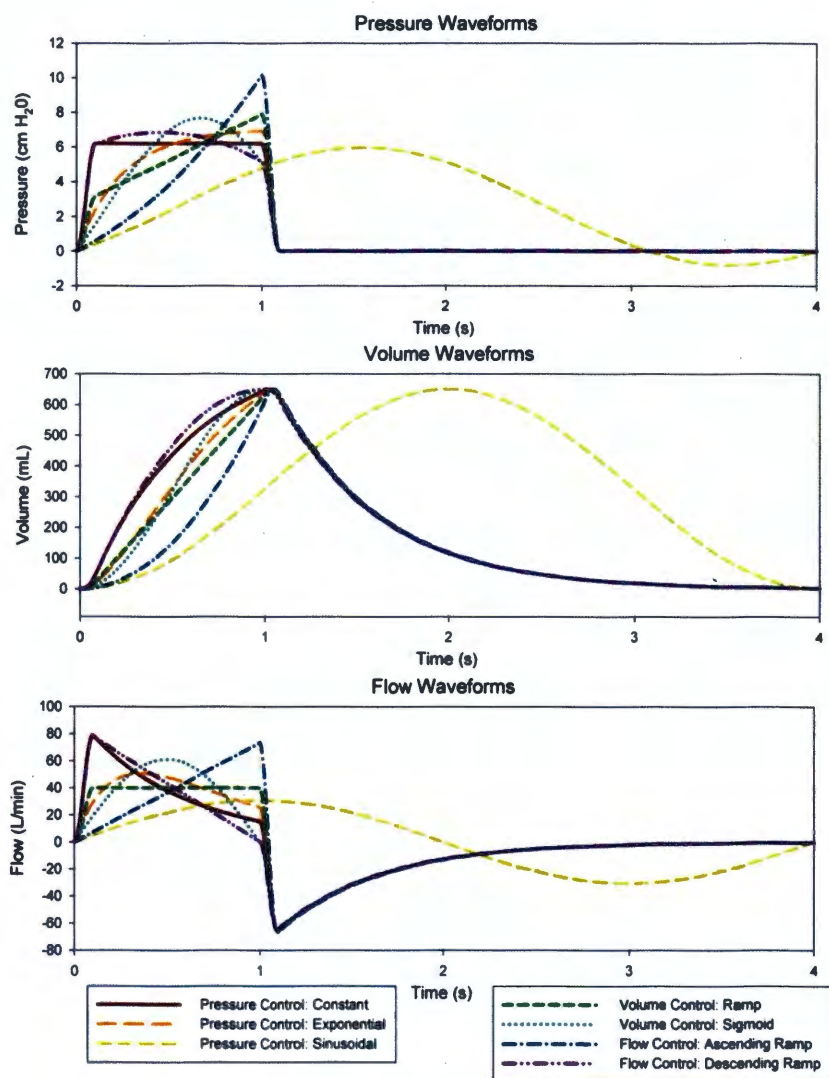 Pressure Waveforms
12
10
8
6
4
2
0
-2
Pressure (cm H₂0)
0 1 2 3 4
Time (s)
Volume Waveforms
700
600
500
400
300
200
100
0
Volume (mL)
0 1 2 3 4
Time (s)
Flow Waveforms
100
80
60
40
20
0
-20
-40
-60
-80
Flow (L/min)
0 1 2 3 4
Time (s)
Pressure Control: Constant
Pressure Control: Exponential
Pressure Control: Sinusoidal
Volume Control: Ramp
Volume Control: Sigmoid
Flow Control: Ascending Ramp
Flow Control: Descending Ramp